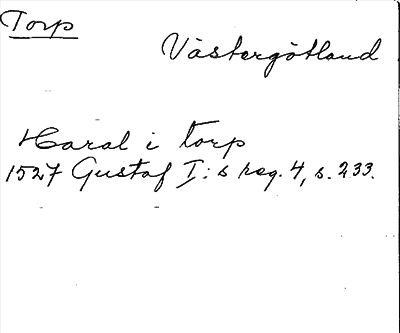 Torp
Västergötland
Haral i torp
1527 Gustaf I:s reg. 4, s. 233.